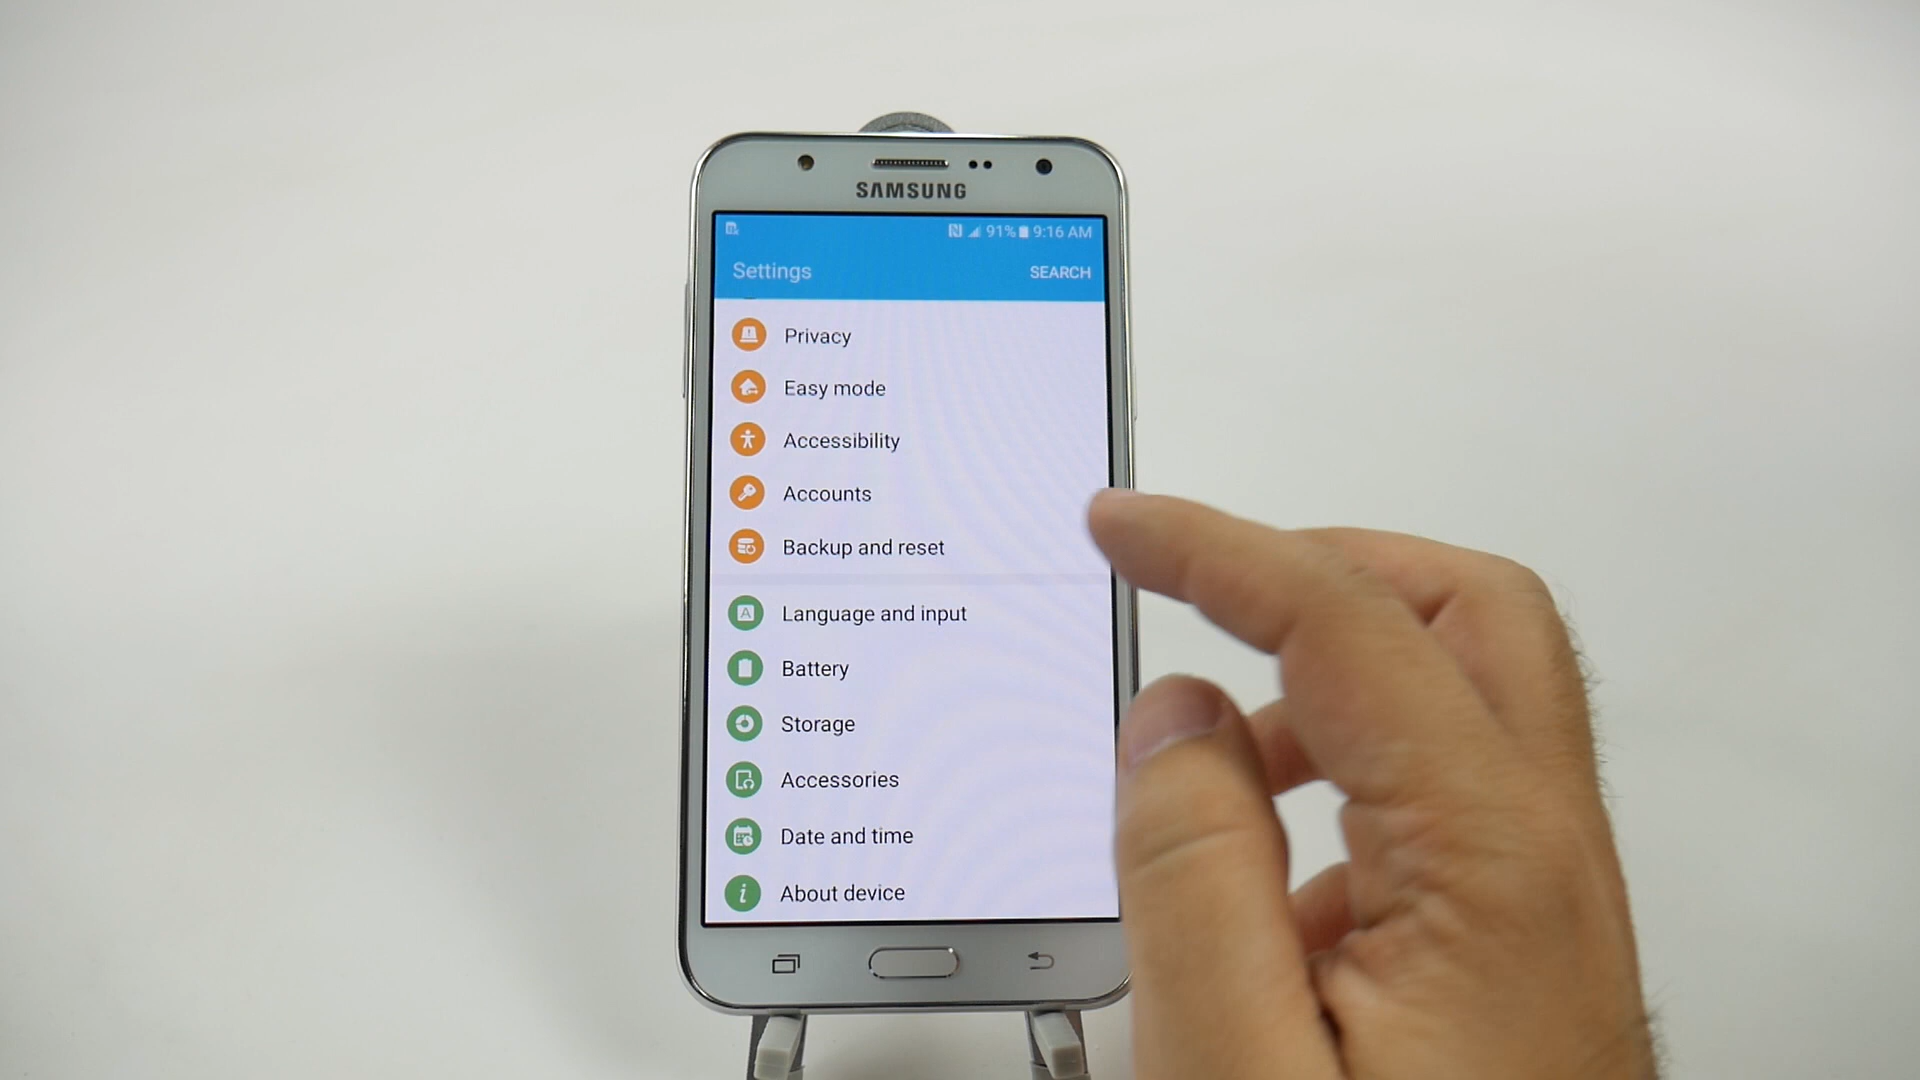 SAMSUNG
91% 9:16 AM
Settings SEARCH
Privacy
Easy mode
Accessibility
Accounts
Backup and reset
Language and input
Battery
Storage
Accessories
Date and time
About device